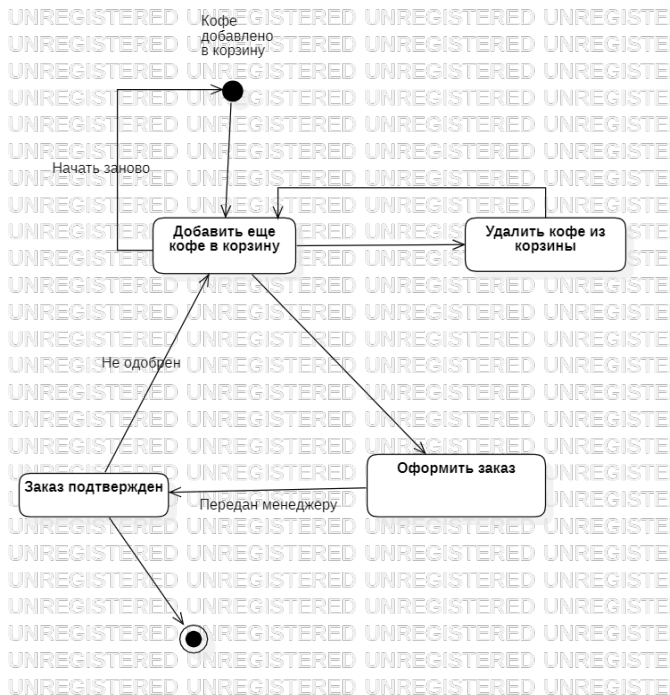 UNREGISTERED UNREGISTERED UNREGISTERED UNREGISTE
Кофе
добавлено
в корзину
Начать заново
Добавить еще
кофе в корзину
Удалить кофе из
корзины
Не одобрен
Оформить заказ
Заказ подтвержден
Передан менеджеру